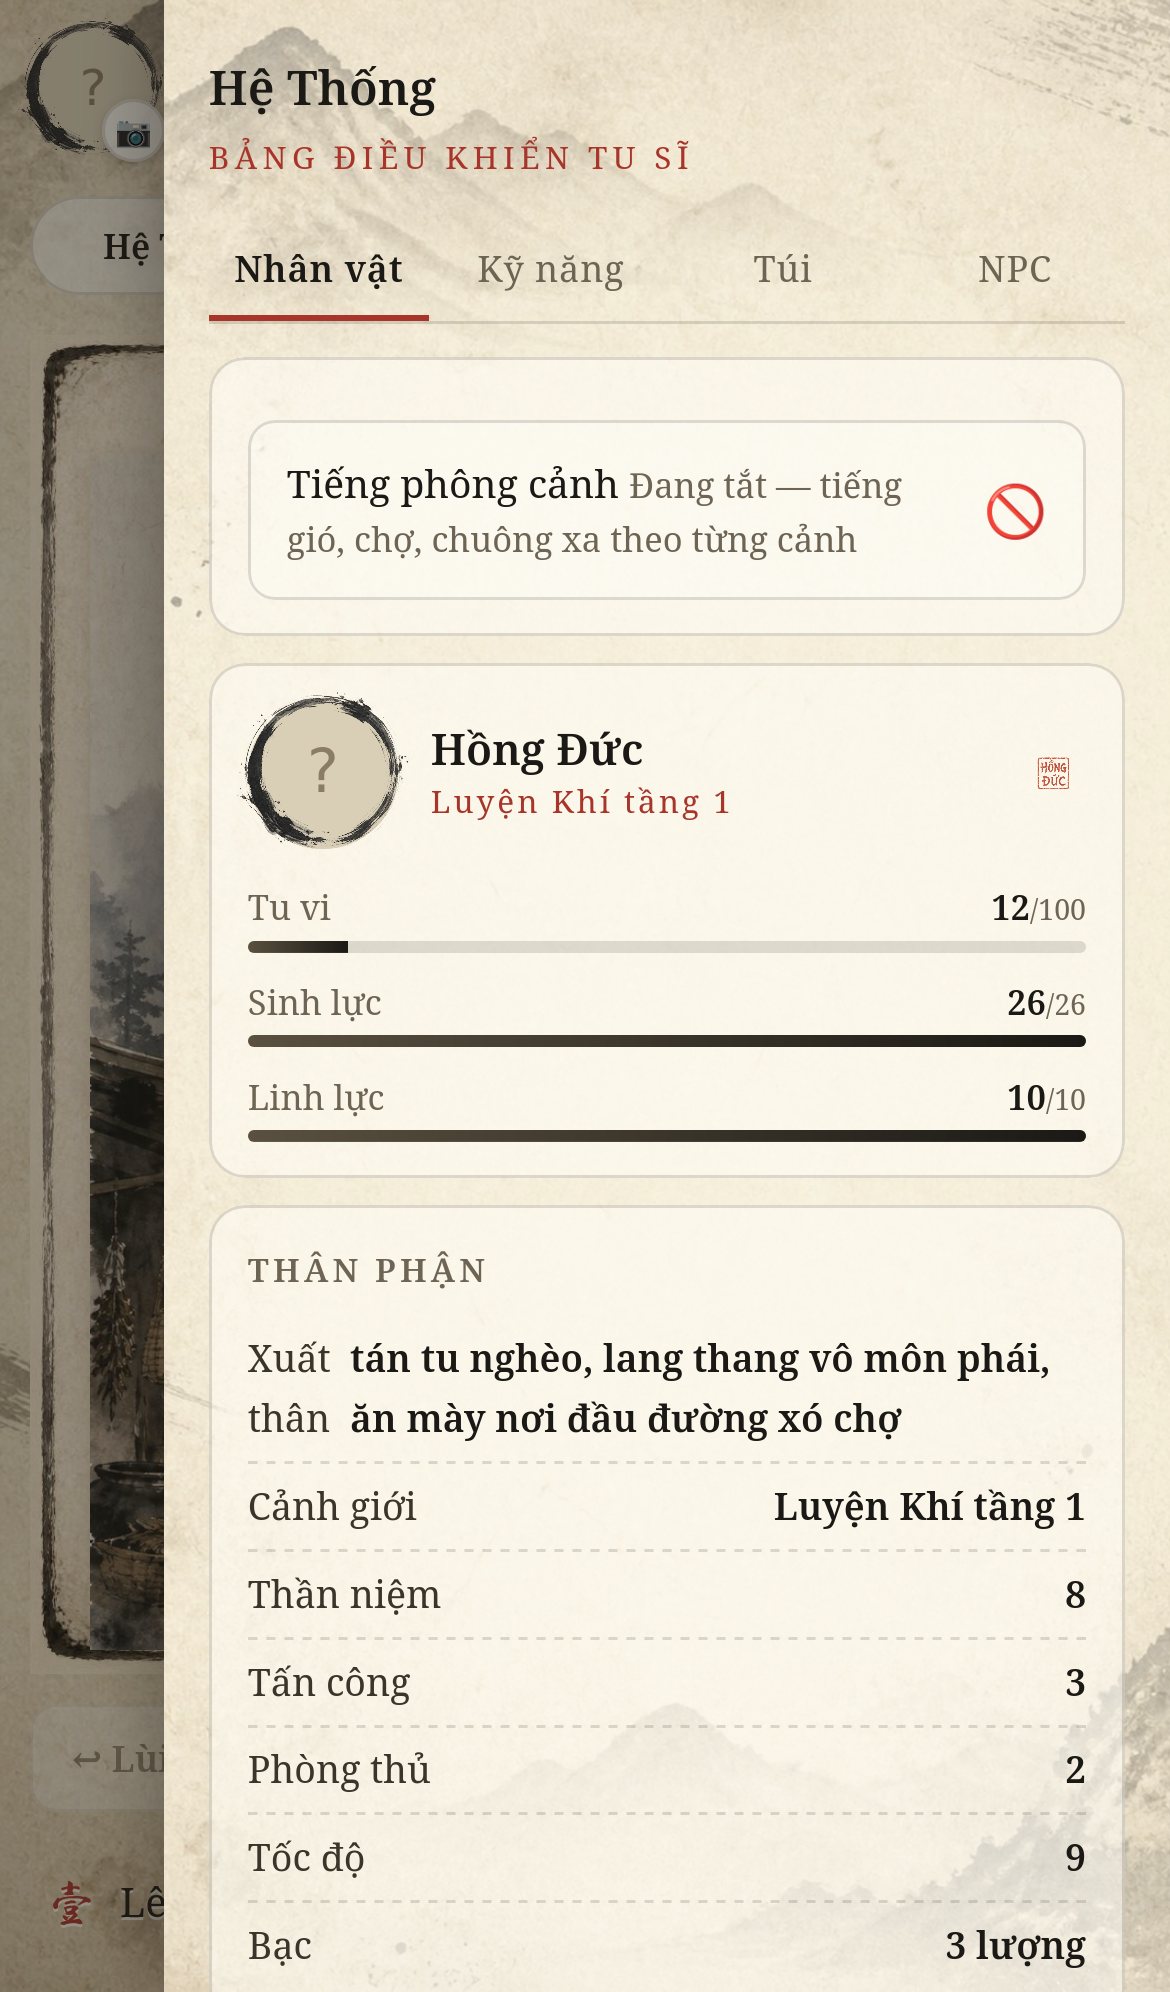 ?
Hệ Thống
BẢNG ĐIỀU KHIỂN TU SĨ
Hệ
Nhân vật
Kỹ năng
Túi
NPC
Tiếng phông cảnh Đang tắt — tiếng
gió, chợ, chuông xa theo từng cảnh
?
Hồng Đức
Luyện Khí tầng 1
HỒNG
ĐỨC
Tu vi 12/100
Sinh lực 26/26
Linh lực 10/10
THÂN PHẬN
Xuất tán tu nghèo, lang thang vô môn phái,
thân ăn mày nơi đầu đường xó chợ
Cảnh giới Luyện Khí tầng 1
Thần niệm 8
Tấn công 3
Phòng thủ 2
Tốc độ 9
Bạc 3 lượng
↩ Lùi
壹 Lê